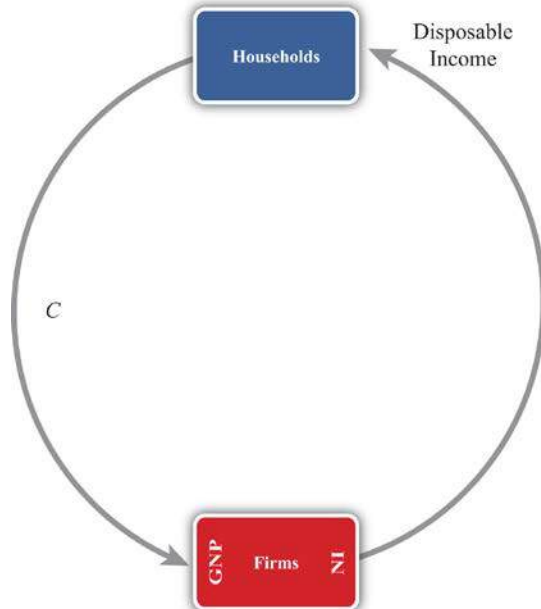 Households
Disposable
Income
C
GNP
Firms
NI